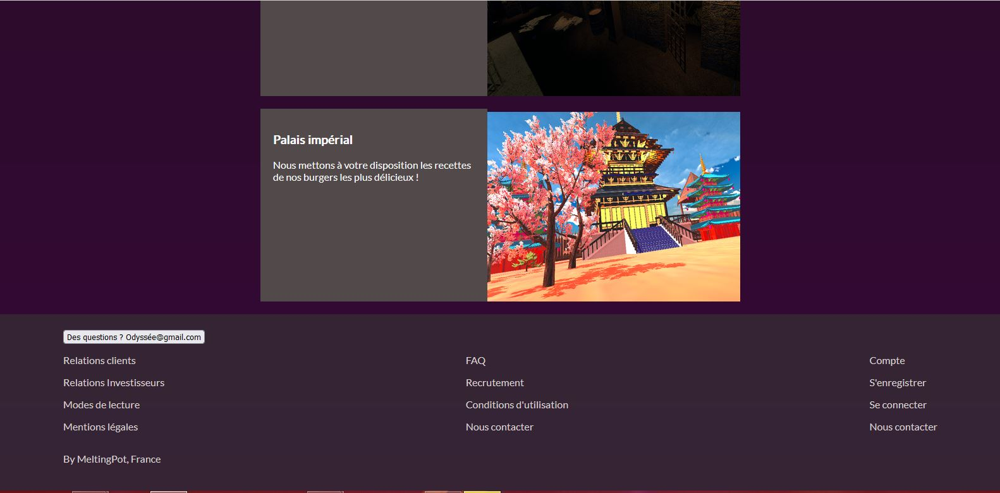 Palais impérial
Nous mettons à votre disposition les recettes
de nos burgers les plus délicieux !
Des questions ? Odyssée@gmail.com
Relations clients
Relations Investisseurs
Modes de lecture
Mentions légales
FAQ
Recrutement
Conditions d'utilisation
Nous contacter
Compte
S'enregistrer
Se connecter
Nous contacter
By MeltingPot, France